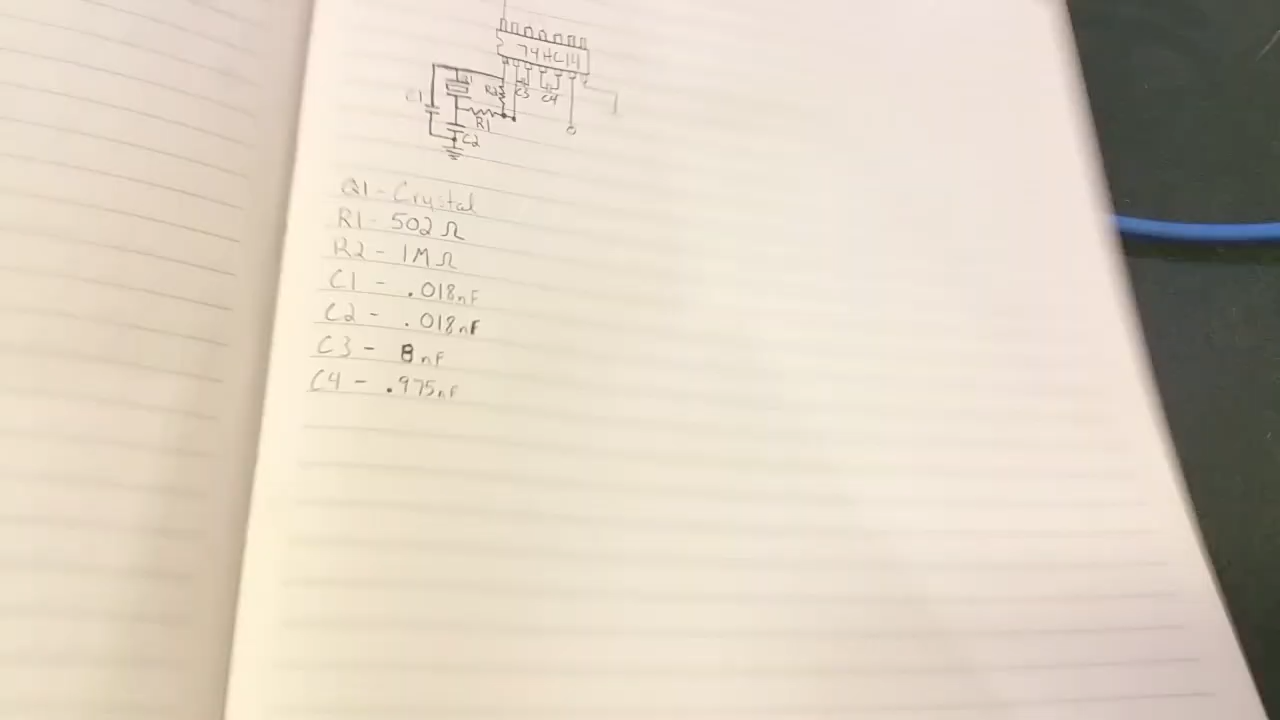 74HC14
C1
R2
C3
C4
R1
C2
Q1 - Crystal
R1 - 502 Ω
R2 - 1M Ω
C1 - .018nF
C2 - .018nF
C3 - 8nF
C4 - .975nF